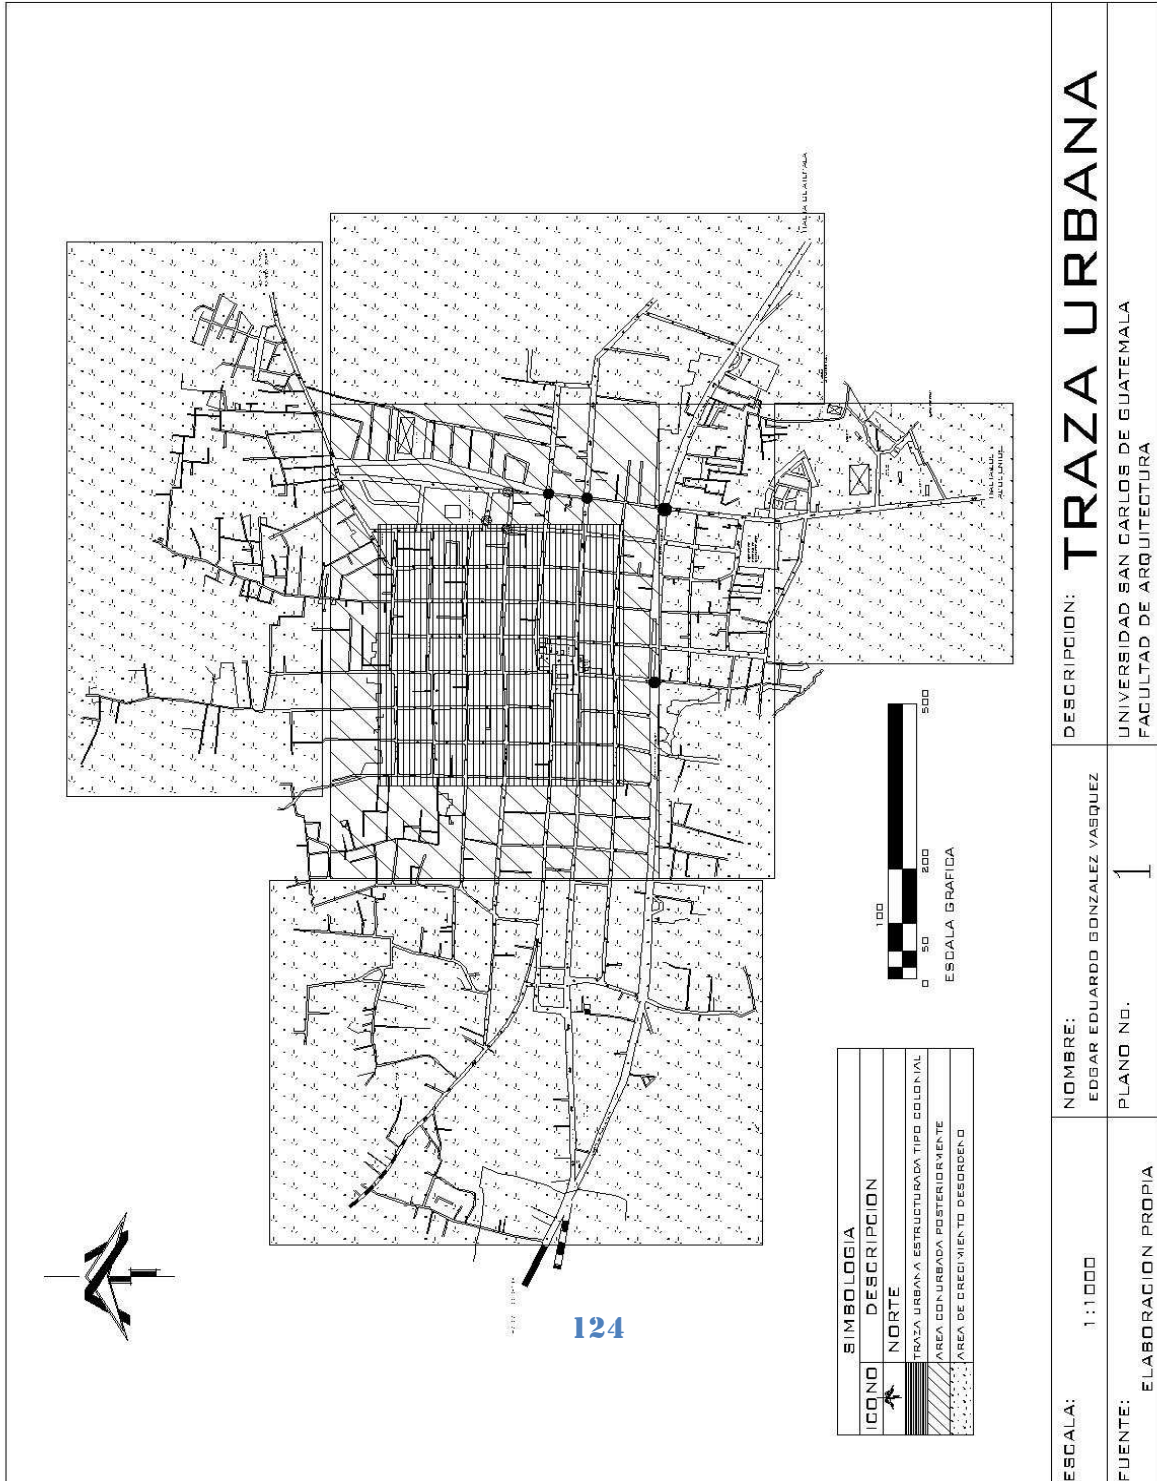 124
SIMBOLOGIA
ICONO DESCRIPCION
NORTE
TRAZA URBANA ESTRUCTURADA TIPO COLONIAL
AREA CONURBADA POSTERIORMENTE
AREA DE CRECIMIENTO DESORDENO
100
0 50 200 500
ESCALA GRAFICA
ESCALA:
1:1000
FUENTE:
ELABORACION PROPIA
NOMBRE:
EDGAR EDUARDO GONZALEZ VASQUEZ
PLANO No. 1
DESCRIPCION: TRAZA URBANA
UNIVERSIDAD SAN CARLOS DE GUATEMALA
FACULTAD DE ARQUITECTURA